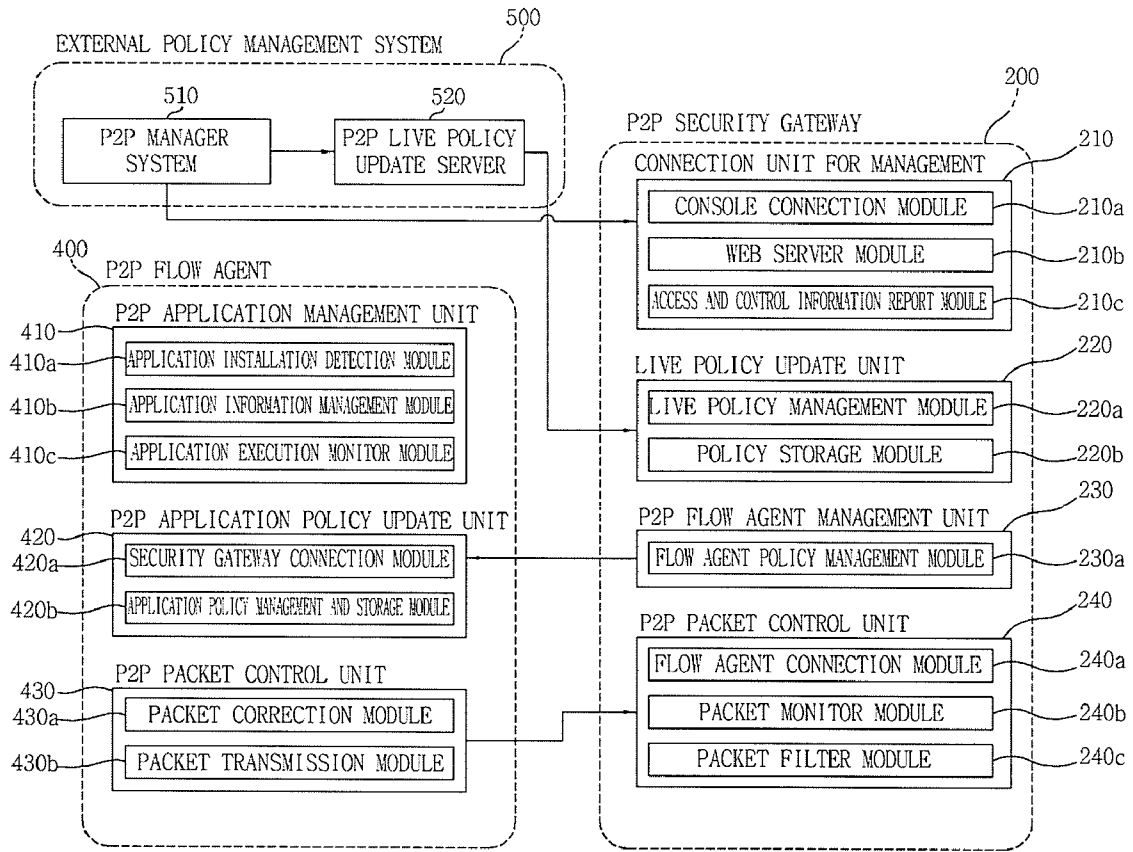 EXTERNAL POLICY MANAGEMENT SYSTEM
500
510
P2P MANAGER
SYSTEM
520
P2P LIVE POLICY
UPDATE SERVER
200
P2P SECURITY GATEWAY
CONNECTION UNIT FOR MANAGEMENT
210
CONSOLE CONNECTION MODULE
210a
WEB SERVER MODULE
210b
ACCESS AND CONTROL INFORMATION REPORT MODULE
210c
LIVE POLICY UPDATE UNIT
220
LIVE POLICY MANAGEMENT MODULE
220a
POLICY STORAGE MODULE
220b
P2P FLOW AGENT MANAGEMENT UNIT
230
FLOW AGENT POLICY MANAGEMENT MODULE
230a
P2P PACKET CONTROL UNIT
240
FLOW AGENT CONNECTION MODULE
240a
PACKET MONITOR MODULE
240b
PACKET FILTER MODULE
240c
400
P2P FLOW AGENT
P2P APPLICATION MANAGEMENT UNIT
410
410a
APPLICATION INSTALLATION DETECTION MODULE
410b
APPLICATION INFORMATION MANAGEMENT MODULE
410c
APPLICATION EXECUTION MONITOR MODULE
P2P APPLICATION POLICY UPDATE UNIT
420
420a
SECURITY GATEWAY CONNECTION MODULE
420b
APPLICATION POLICY MANAGEMENT AND STORAGE MODULE
P2P PACKET CONTROL UNIT
430
430a
PACKET CORRECTION MODULE
430b
PACKET TRANSMISSION MODULE